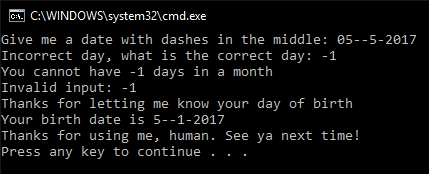 C:\WINDOWS\system32\cmd.exe
Give me a date with dashes in the middle: 05--5-2017
Incorrect day, what is the correct day: -1
You cannot have -1 days in a month
Invalid input: -1
Thanks for letting me know your day of birth
Your birth date is 5--1-2017
Thanks for using me, human. See ya next time!
Press any key to continue . . .